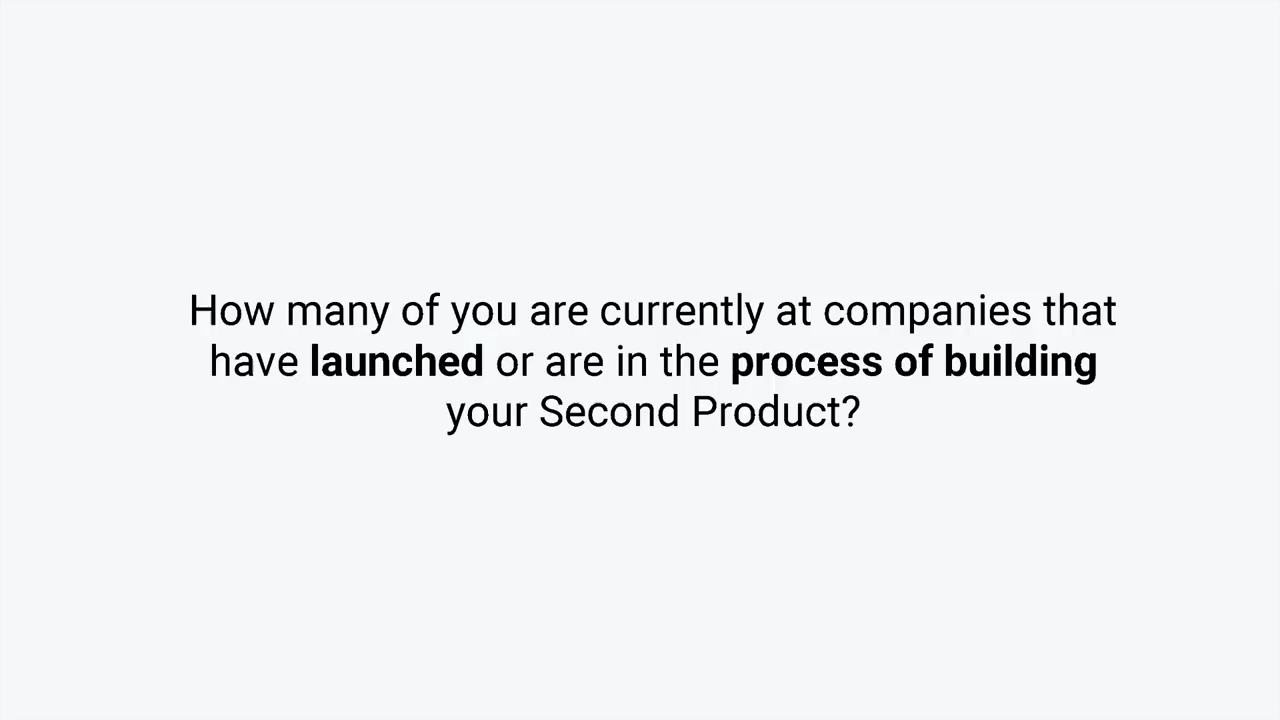 How many of you are currently at companies that
have launched or are in the process of building
your Second Product?